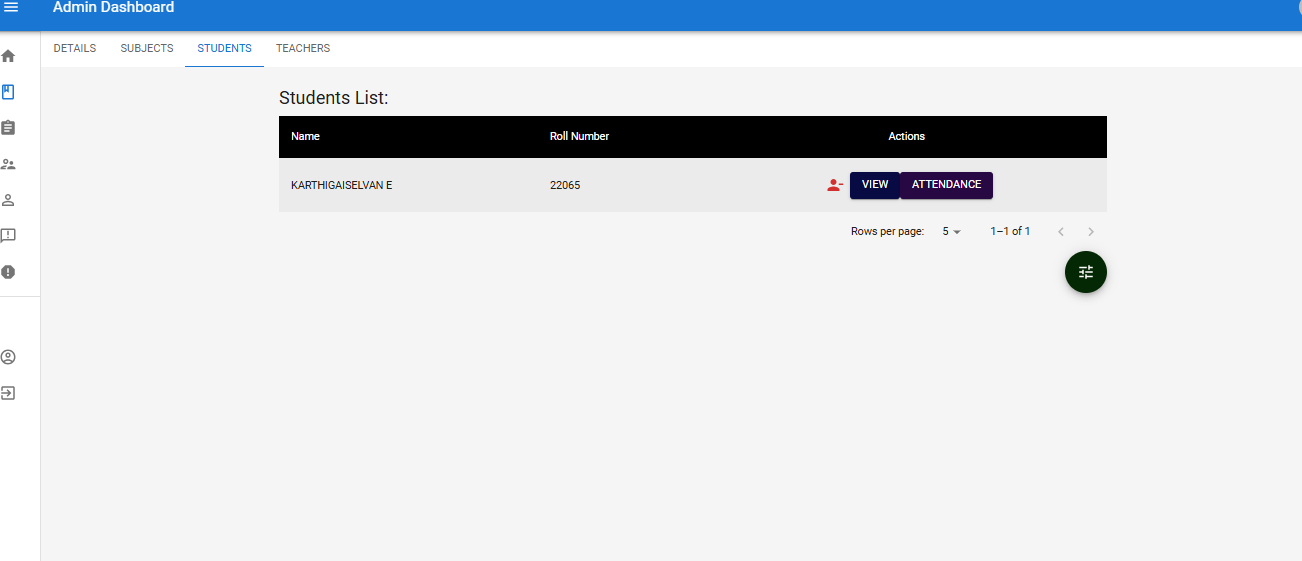 Admin Dashboard
DETAILS SUBJECTS STUDENTS TEACHERS
Students List:
Name Roll Number Actions
KARTHIGAISELVAN E 22065 VIEW ATTENDANCE
Rows per page: 5 1–1 of 1